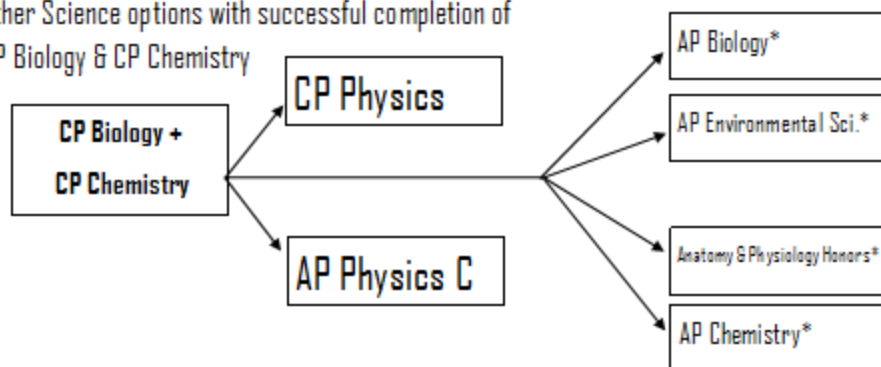 ther Science options with successful completion of
P Biology & CP Chemistry
CP Biology +
CP Chemistry
CP Physics
AP Physics C
AP Biology*
AP Environmental Sci.*
Anatomy & Physiology Honors*
AP Chemistry*